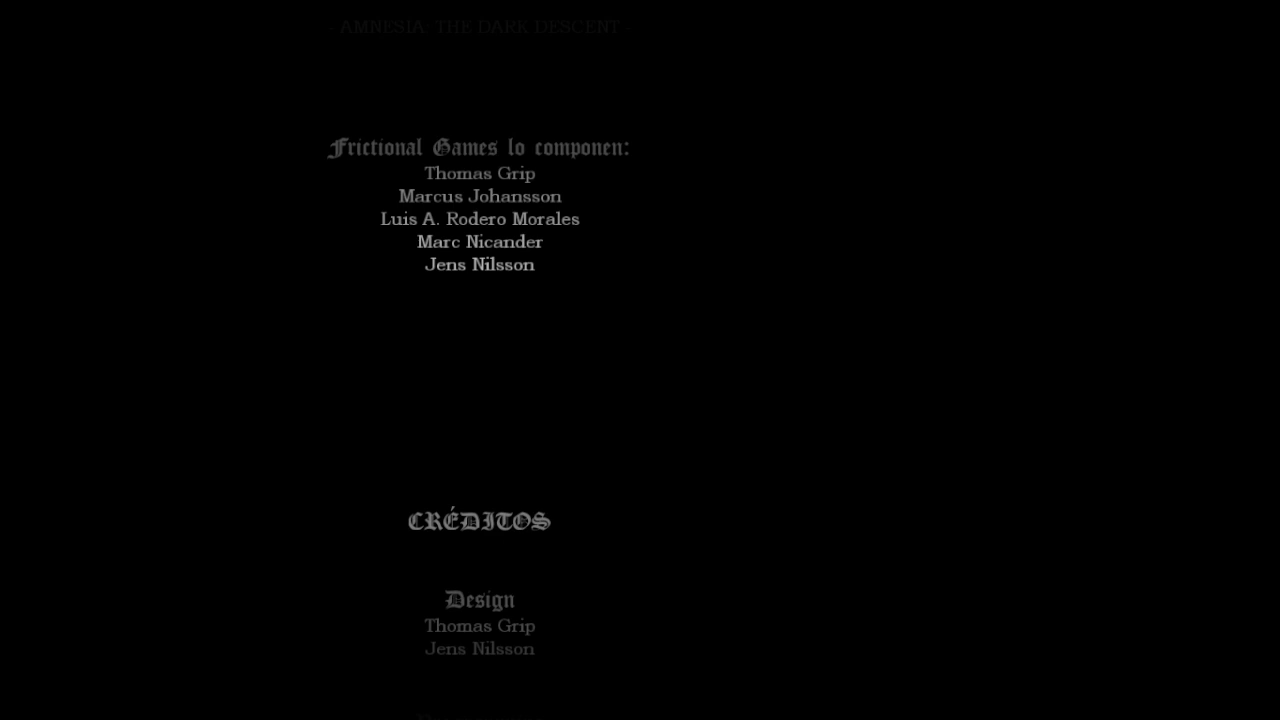 - AMNESIA: THE DARK DESCENT -
Frictional Games lo componen:
Thomas Grip
Marcus Johansson
Luis A. Rodero Morales
Marc Nicander
Jens Nilsson
CRÉDITOS
Design
Thomas Grip
Jens Nilsson